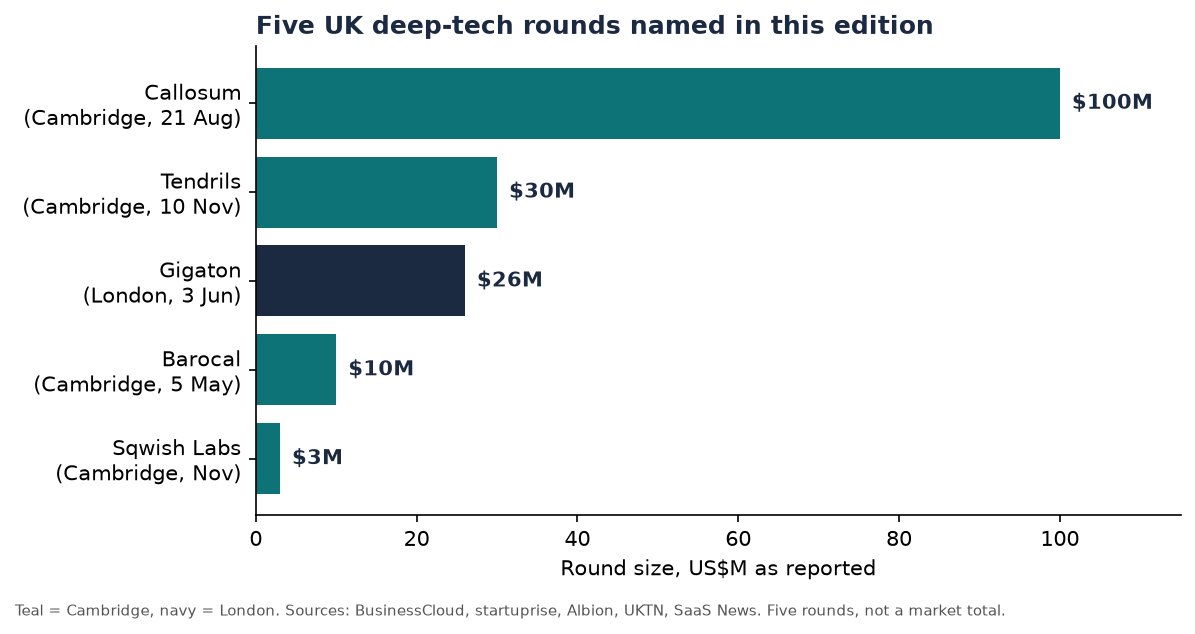 Five UK deep-tech rounds named in this edition
Callosum
(Cambridge, 21 Aug)
$100M
Tendrils
(Cambridge, 10 Nov)
$30M
Gigaton
(London, 3 Jun)
$26M
Barocal
(Cambridge, 5 May)
$10M
Sqwish Labs
(Cambridge, Nov)
$3M
0 20 40 60 80 100
Round size, US$M as reported
Teal = Cambridge, navy = London. Sources: BusinessCloud, startuprise, Albion, UKTN, SaaS News. Five rounds, not a market total.